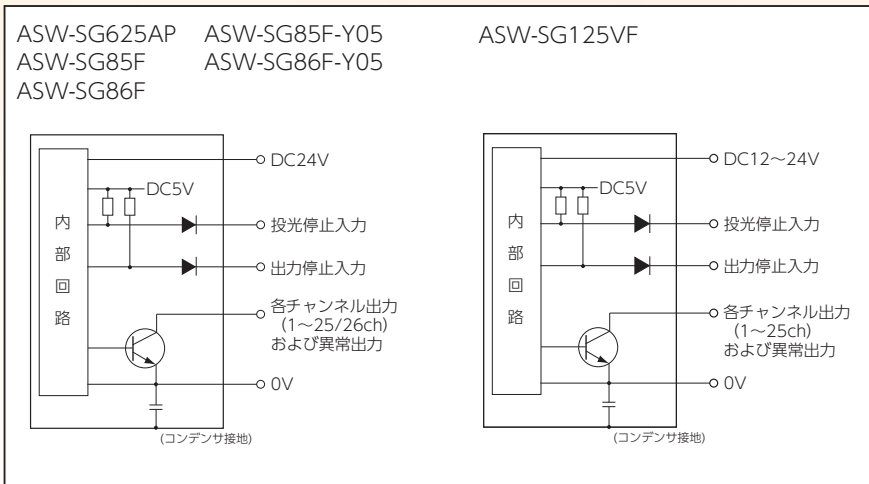 ASW-SG625AP ASW-SG85F-Y05
ASW-SG85F ASW-SG86F-Y05
ASW-SG86F
DC24V
DC5V
内部回路
投光停止入力
出力停止入力
各チャンネル出力
(1～25/26ch)
および異常出力
0V
(コンデンサ接地)
ASW-SG125VF
DC12～24V
DC5V
内部回路
投光停止入力
出力停止入力
各チャンネル出力
(1～25ch)
および異常出力
0V
(コンデンサ接地)